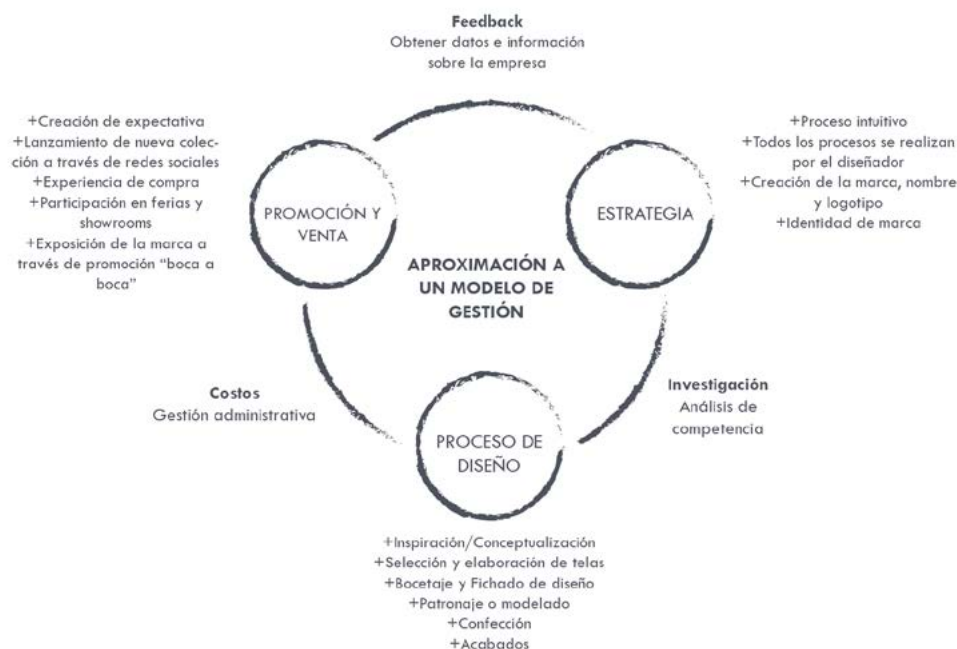 Feedback
Obtener datos e información
sobre la empresa
+Creación de expectativa
+Lanzamiento de nueva colec-
ción a través de redes sociales
+Experiencia de compra
+Participación en ferias y
showrooms
+Exposición de la marca a
través de promoción "boca a
boca"
PROMOCIÓN Y
VENTA
ESTRATEGIA
+Proceso intuitivo
+Todos los procesos se realizan
por el diseñador
+Creación de la marca, nombre
y logotipo
+Identidad de marca
APROXIMACIÓN A
UN MODELO DE
GESTIÓN
Costos
Gestión administrativa
Investigación
Análisis de
competencia
PROCESO DE
DISEÑO
+Inspiración/Conceptualización
+Selección y elaboración de telas
+Bocetaje y Fichado de diseño
+Patronaje o modelado
+Confección
+Acabados